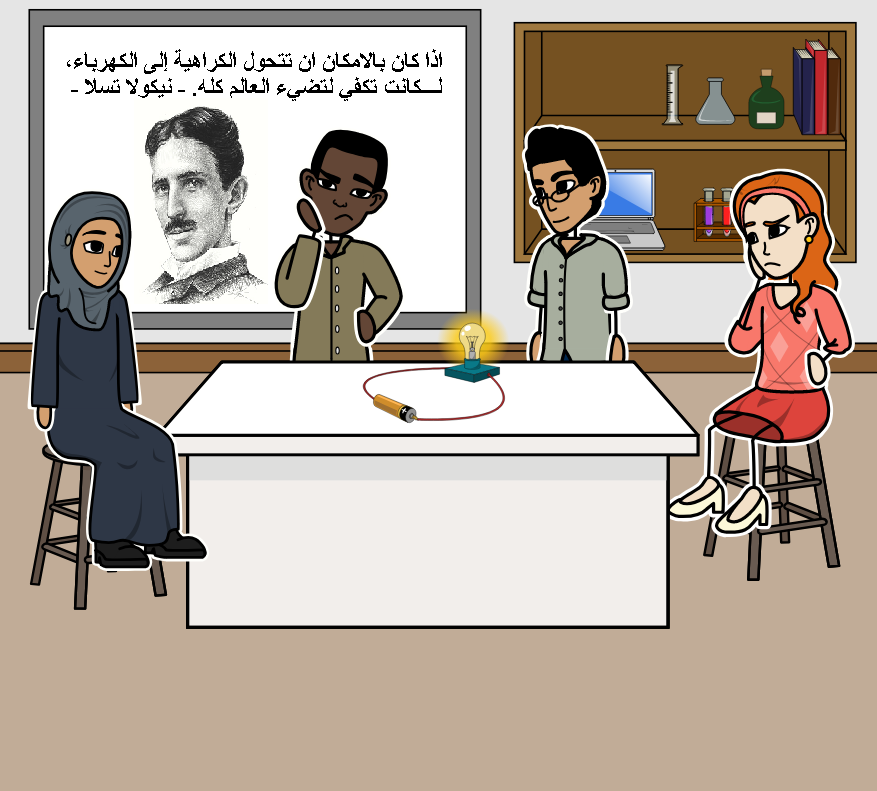 اذا كان بالامكان ان تتحول الكراهية إلى الكهرباء،
لـــكانت تكفي لتضيء العالم كله. - نيكولا تسلا -